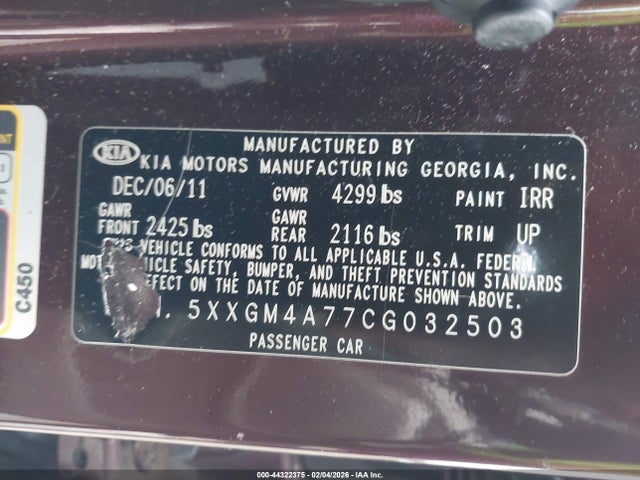 KIA
MANUFACTURED BY
KIA MOTORS MANUFACTURING GEORGIA, INC.
DEC/06/11 GVWR 4299 lbs PAINT IRR
GAWR FRONT 2425 lbs GAWR REAR 2116 lbs TRIM UP
VEHICLE CONFORMS TO ALL APPLICABLE U.S.A. FEDERAL
VEHICLE SAFETY, BUMPER, AND THEFT PREVENTION STANDARDS
EFFECT ON THE DATE OF MANUFACTURE SHOWN ABOVE.
5XXGM4A77CG032503
PASSENGER CAR
C450
000-44322375 - 02/04/2026 - IAA Inc.